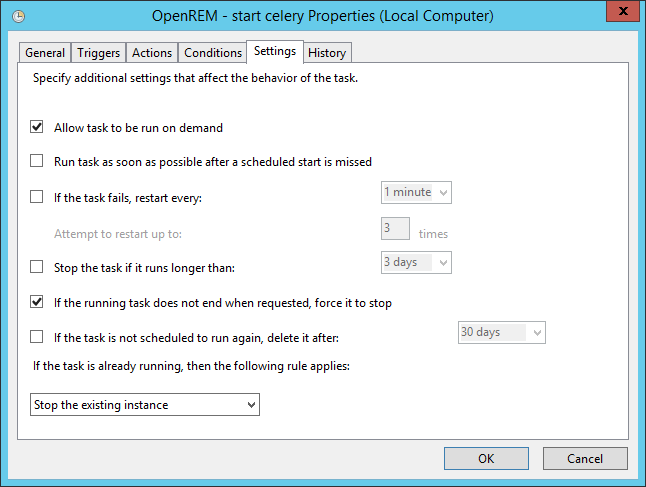 OpenREM - start celery Properties (Local Computer)
x
General Triggers Actions Conditions Settings History
Specify additional settings that affect the behavior of the task.
Allow task to be run on demand
Run task as soon as possible after a scheduled start is missed
If the task fails, restart every: 1 minute
Attempt to restart up to: 3 times
Stop the task if it runs longer than: 3 days
If the running task does not end when requested, force it to stop
If the task is not scheduled to run again, delete it after: 30 days
If the task is already running, then the following rule applies:
Stop the existing instance
OK Cancel